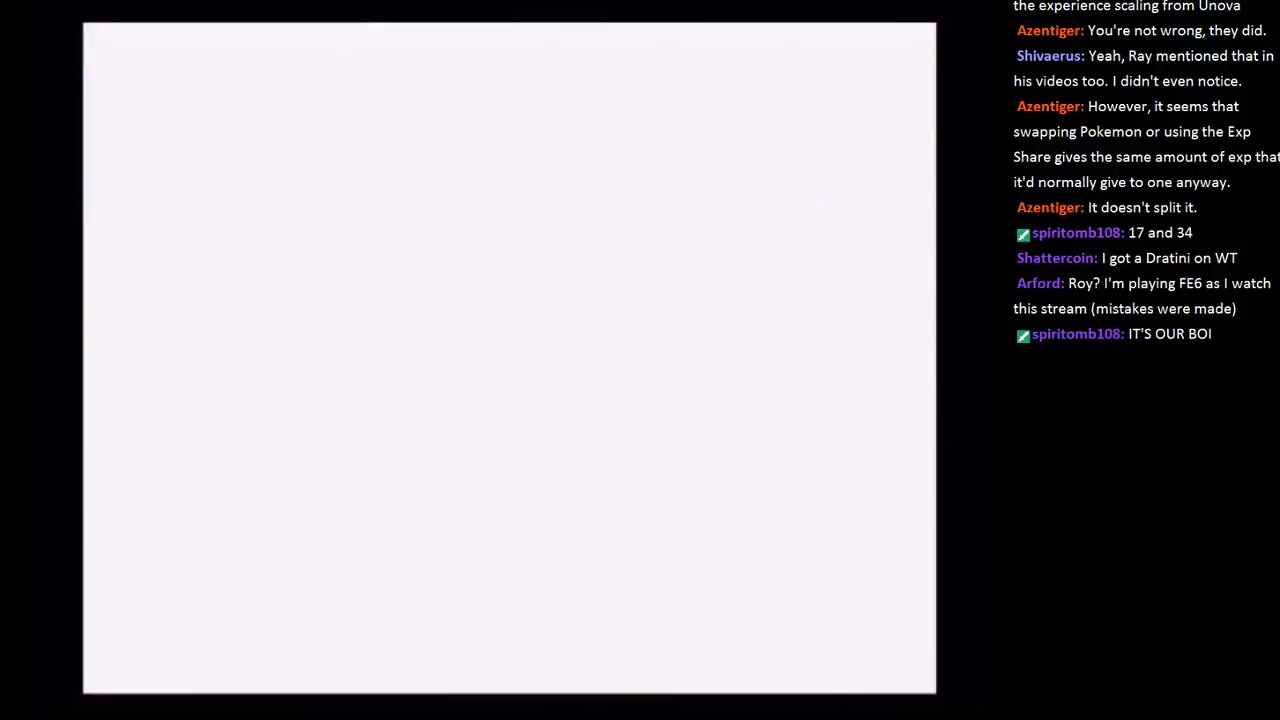 the experience scaling from Unova
Azentiger: You're not wrong, they did.
Shivaerus: Yeah, Ray mentioned that in
his videos too. I didn't even notice.
Azentiger: However, it seems that
swapping Pokemon or using the Exp
Share gives the same amount of exp that
it'd normally give to one anyway.
Azentiger: It doesn't split it.
spiritomb108: 17 and 34
Shattercoin: I got a Dratini on WT
Arford: Roy? I'm playing FE6 as I watch
this stream (mistakes were made)
spiritomb108: IT'S OUR BOI